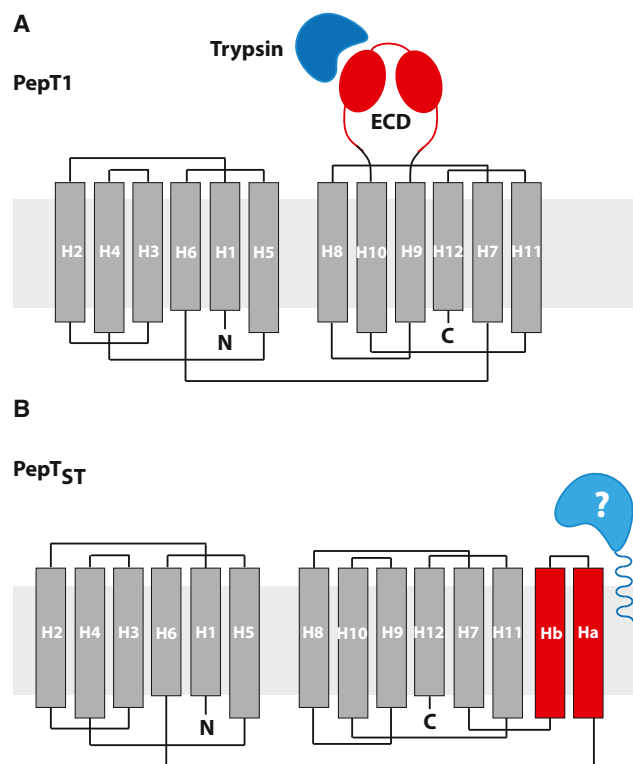 A
Trypsin
PepT1
ECD
H2 H4 H3 H6 H1 H5 H8 H10 H9 H12 H7 H11
N C
B
PepTST
?
H2 H4 H3 H6 H1 H5 H8 H10 H9 H12 H7 H11 Hb Ha
N C